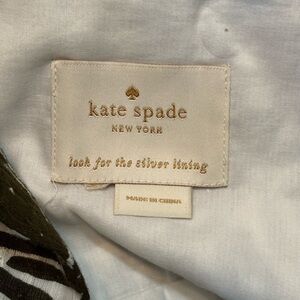 kate spade
NEW YORK
look for the silver lining
MADE IN CHINA